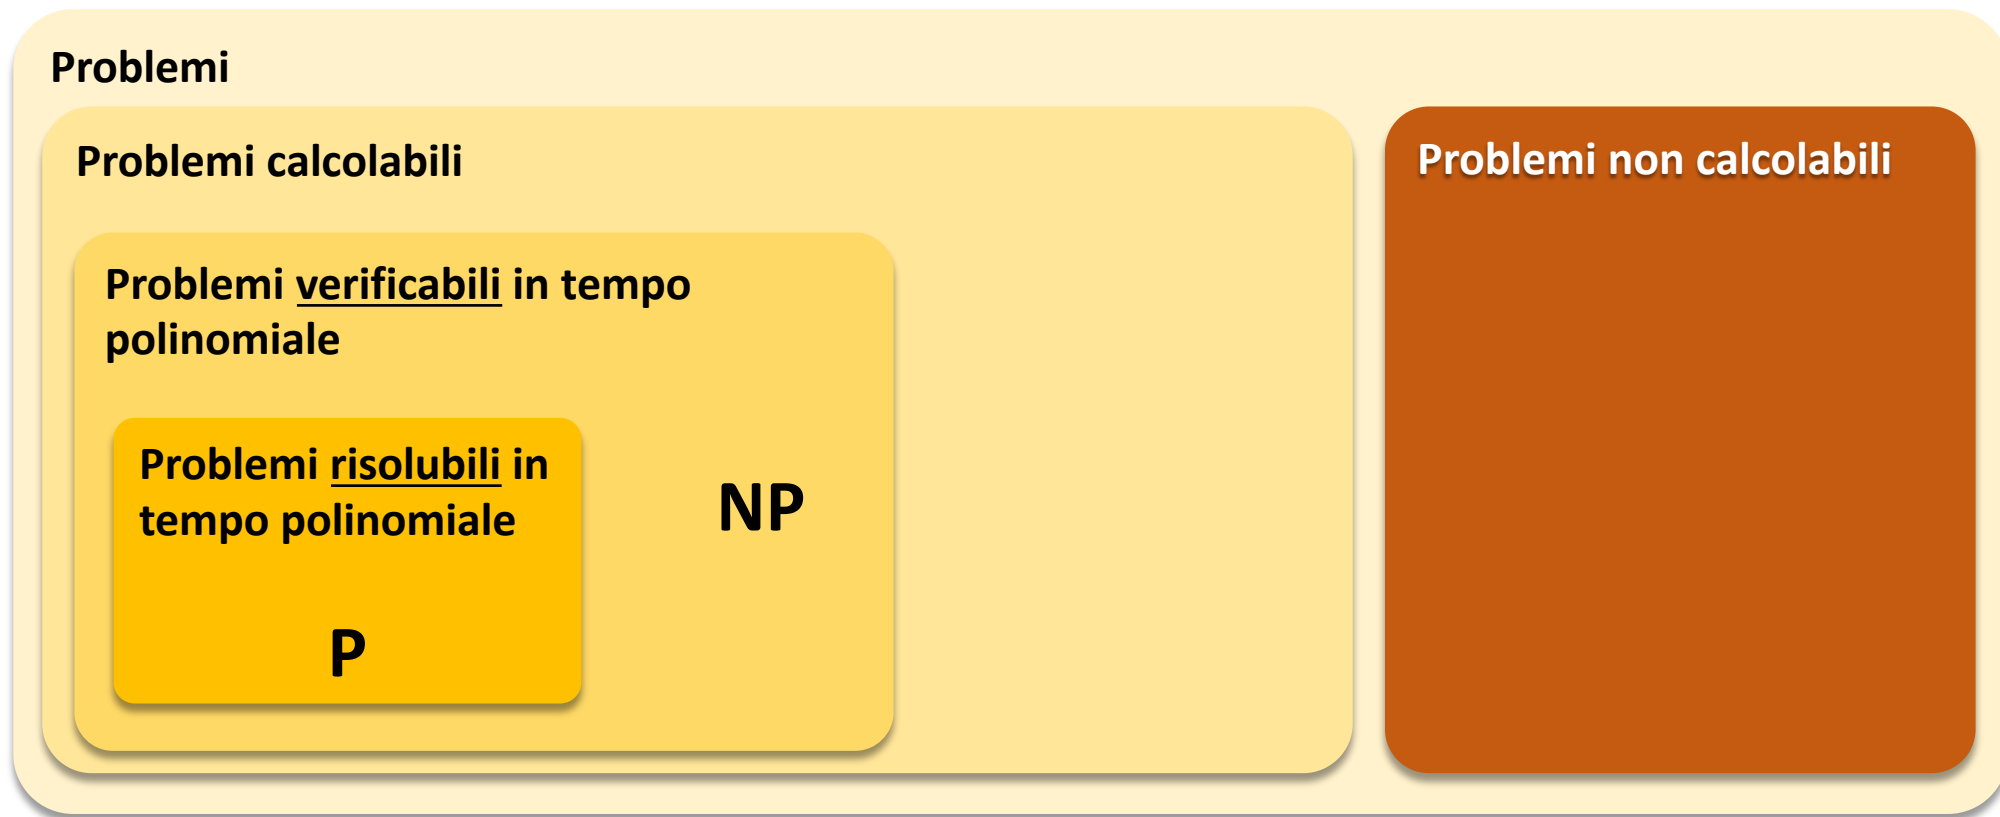 Problemi
Problemi calcolabili
Problemi non calcolabili
Problemi verificabili in tempo
polinomiale
Problemi risolubili in
tempo polinomiale
NP
P